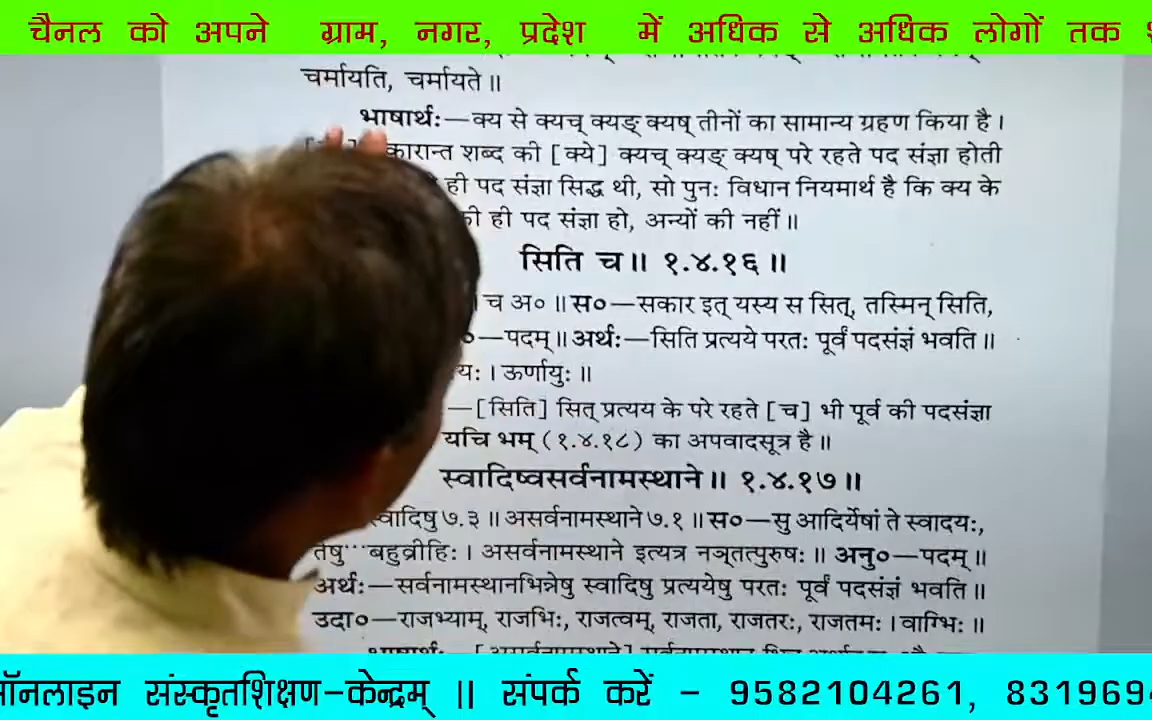 चैनल को अपने ग्राम, नगर, प्रदेश में अधिक से अधिक लोगों तक
चर्मायति, चर्मायते॥
भाषार्थः—क्य से क्यच् क्यङ् क्यष् तीनों का सामान्य ग्रहण किया है।
कारान्त शब्द की [क्ये] क्यच् क्यङ् क्यष् परे रहते पद संज्ञा होती
ही पद संज्ञा सिद्ध थी, सो पुनः विधान नियमार्थ है कि क्य के
की ही पद संज्ञा हो, अन्यों की नहीं॥
सिति च॥ १.४.१६॥
च अ०॥ स०—सकार इत् यस्य स सित्, तस्मिन् सिति,
—पदम्॥ अर्थः—सिति प्रत्यये परतः पूर्वं पदसंज्ञं भवति॥
यः। ऊर्णायुः॥
—[सिति] सित् प्रत्यय के परे रहते [च] भी पूर्व की पदसंज्ञा
यचि भम् (१.४.१८) का अपवादसूत्र है॥
स्वादिष्वसर्वनामस्थाने॥ १.४.१७॥
स्वादिषु ७.३॥ असर्वनामस्थाने ७.१॥ स०—सु आदिर्येषां ते स्वादयः,
तेषु···बहुव्रीहिः। असर्वनामस्थाने इत्यत्र नञ्तत्पुरुषः॥ अनु०—पदम्॥
अर्थः—सर्वनामस्थानभिन्नेषु स्वादिषु प्रत्ययेषु परतः पूर्वं पदसंज्ञं भवति॥
उदा०—राजभ्याम्, राजभिः, राजत्वम्, राजता, राजतरः, राजतमः। वाग्भिः॥
ऑनलाइन संस्कृतशिक्षण-केन्द्रम् || संपर्क करें - 9582104261, 8319694